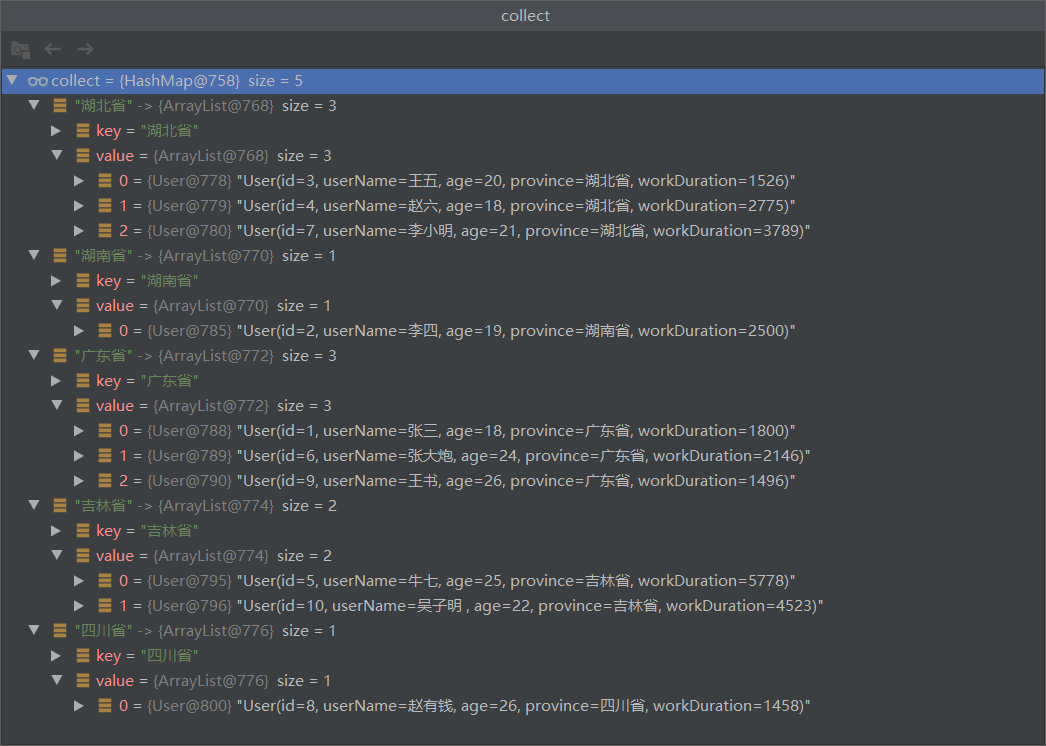 collect
collect = {HashMap@758} size = 5
"湖北省" -> {ArrayList@768} size = 3
key = "湖北省"
value = {ArrayList@768} size = 3
0 = {User@778} "User(id=3, userName=王五, age=20, province=湖北省, workDuration=1526)"
1 = {User@779} "User(id=4, userName=赵六, age=18, province=湖北省, workDuration=2775)"
2 = {User@780} "User(id=7, userName=李小明, age=21, province=湖北省, workDuration=3789)"
"湖南省" -> {ArrayList@770} size = 1
key = "湖南省"
value = {ArrayList@770} size = 1
0 = {User@785} "User(id=2, userName=李四, age=19, province=湖南省, workDuration=2500)"
"广东省" -> {ArrayList@772} size = 3
key = "广东省"
value = {ArrayList@772} size = 3
0 = {User@788} "User(id=1, userName=张三, age=18, province=广东省, workDuration=1800)"
1 = {User@789} "User(id=6, userName=张大炮, age=24, province=广东省, workDuration=2146)"
2 = {User@790} "User(id=9, userName=王书, age=26, province=广东省, workDuration=1496)"
"吉林省" -> {ArrayList@774} size = 2
key = "吉林省"
value = {ArrayList@774} size = 2
0 = {User@795} "User(id=5, userName=牛七, age=25, province=吉林省, workDuration=5778)"
1 = {User@796} "User(id=10, userName=吴子明 , age=22, province=吉林省, workDuration=4523)"
"四川省" -> {ArrayList@776} size = 1
key = "四川省"
value = {ArrayList@776} size = 1
0 = {User@800} "User(id=8, userName=赵有钱, age=26, province=四川省, workDuration=1458)"